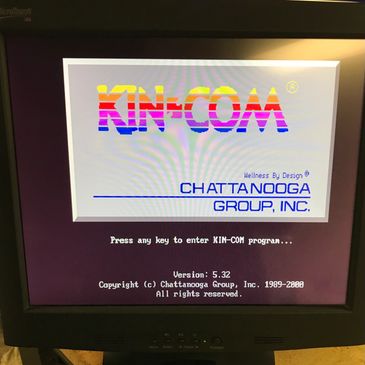 KIN-COM®
Wellness By Design®
CHATTANOOGA
GROUP, INC.
Press any key to enter KIN-COM program...
Version: 5.32
Copyright (c) Chattanooga Group, Inc. 1989-2000
All rights reserved.